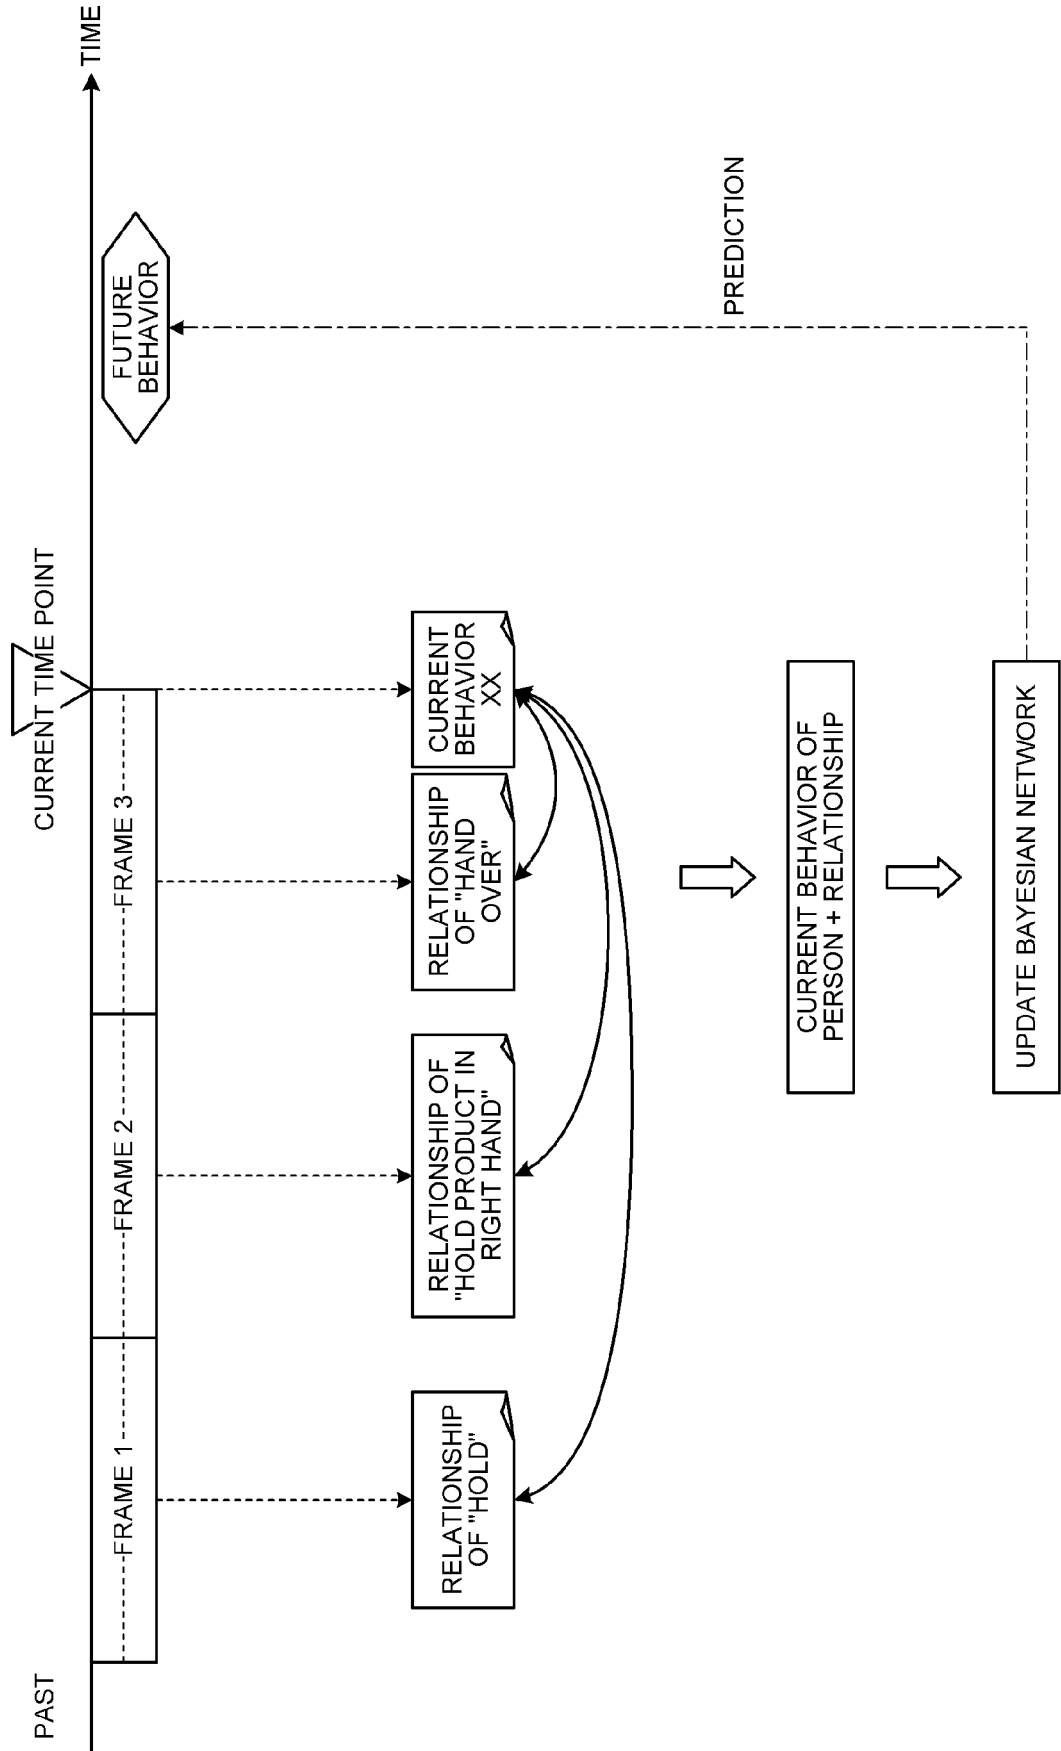 PAST
CURRENT TIME POINT
TIME
FRAME 1
FRAME 2
FRAME 3
FUTURE
BEHAVIOR
RELATIONSHIP
OF "HOLD"
RELATIONSHIP OF
"HOLD PRODUCT IN
RIGHT HAND"
RELATIONSHIP
OF "HAND
OVER"
CURRENT
BEHAVIOR
XX
PREDICTION
CURRENT BEHAVIOR OF
PERSON + RELATIONSHIP
UPDATE BAYESIAN NETWORK